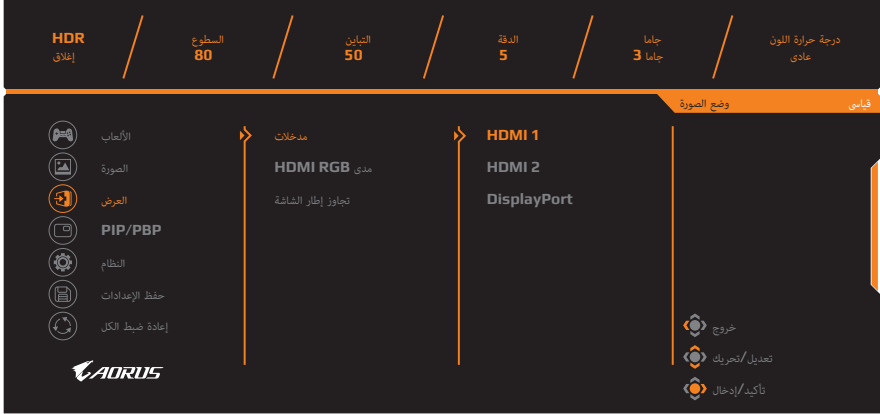 HDR
إغلاق
السطوع
80
التباين
50
الدقة
5
جاما
جاما 3
درجة حرارة اللون
عادى
وضع الصورة
قياسى
الألعاب
الصورة
العرض
PIP/PBP
النظام
حفظ الإعدادات
إعادة ضبط الكل
مدخلات
مدى HDMI RGB
تجاوز إطار الشاشة
HDMI 1
HDMI 2
DisplayPort
خروج
تعديل/تحريك
تأكيد/إدخال
AORUS